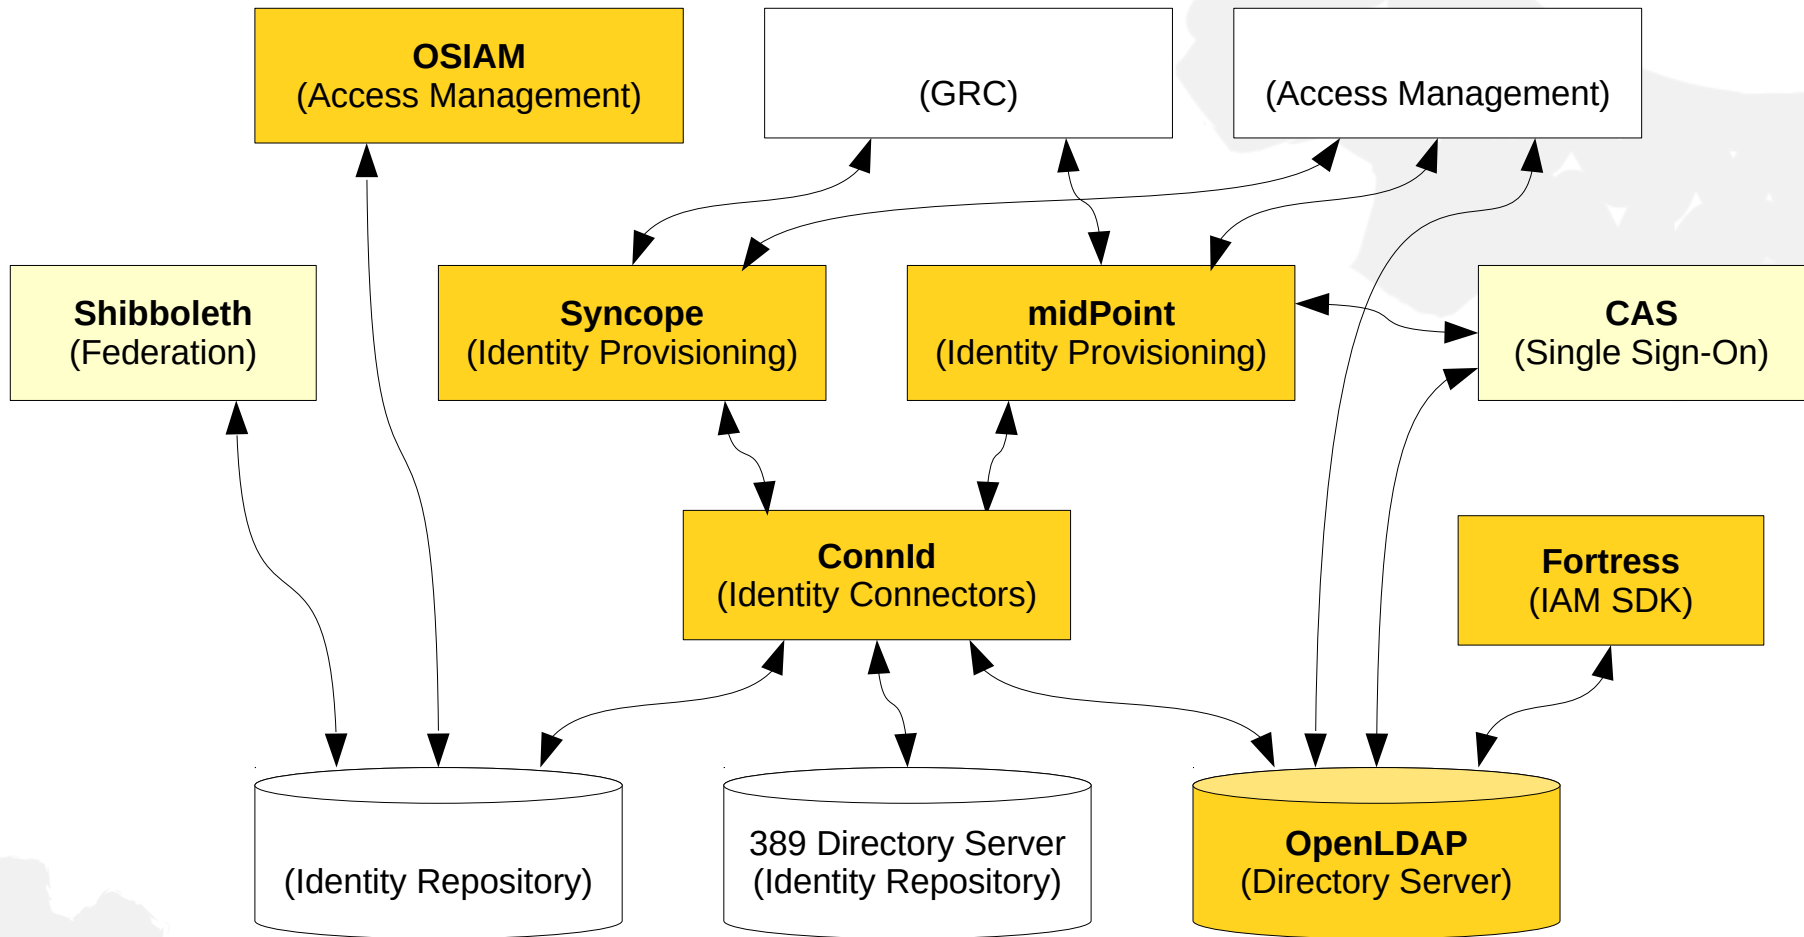 OSIAM
(Access Management)
(GRC)
(Access Management)
Shibboleth
(Federation)
Syncope
(Identity Provisioning)
midPoint
(Identity Provisioning)
CAS
(Single Sign-On)
ConnId
(Identity Connectors)
Fortress
(IAM SDK)
(Identity Repository)
389 Directory Server
(Identity Repository)
OpenLDAP
(Directory Server)